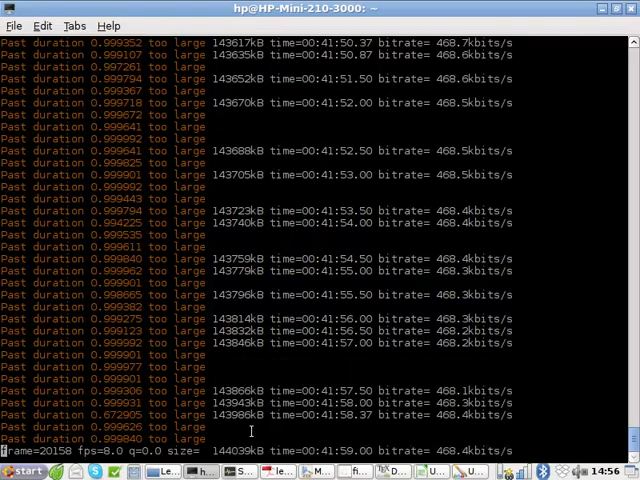 hp@HP-Mini-210-3000: ~
File Edit Tabs Help
Past duration 0.999352 too large 143617kB time=00:41:50.37 bitrate= 468.7kbits/s
Past duration 0.999107 too large 143635kB time=00:41:50.87 bitrate= 468.6kbits/s
Past duration 0.997261 too large
Past duration 0.999794 too large 143652kB time=00:41:51.50 bitrate= 468.6kbits/s
Past duration 0.999367 too large
Past duration 0.999718 too large 143670kB time=00:41:52.00 bitrate= 468.5kbits/s
Past duration 0.999672 too large
Past duration 0.999641 too large
Past duration 0.999992 too large
Past duration 0.999641 too large 143688kB time=00:41:52.50 bitrate= 468.5kbits/s
Past duration 0.999825 too large
Past duration 0.999901 too large 143705kB time=00:41:53.00 bitrate= 468.5kbits/s
Past duration 0.999992 too large
Past duration 0.999443 too large
Past duration 0.999794 too large 143723kB time=00:41:53.50 bitrate= 468.4kbits/s
Past duration 0.994225 too large 143740kB time=00:41:54.00 bitrate= 468.4kbits/s
Past duration 0.999535 too large
Past duration 0.999611 too large
Past duration 0.999840 too large 143759kB time=00:41:54.50 bitrate= 468.4kbits/s
Past duration 0.999962 too large 143779kB time=00:41:55.00 bitrate= 468.3kbits/s
Past duration 0.999901 too large
Past duration 0.998665 too large 143796kB time=00:41:55.50 bitrate= 468.3kbits/s
Past duration 0.999382 too large
Past duration 0.999275 too large 143814kB time=00:41:56.00 bitrate= 468.3kbits/s
Past duration 0.999123 too large 143832kB time=00:41:56.50 bitrate= 468.2kbits/s
Past duration 0.999992 too large 143846kB time=00:41:57.00 bitrate= 468.2kbits/s
Past duration 0.999901 too large
Past duration 0.999977 too large
Past duration 0.999901 too large
Past duration 0.999306 too large 143866kB time=00:41:57.50 bitrate= 468.1kbits/s
Past duration 0.999931 too large 143943kB time=00:41:58.00 bitrate= 468.3kbits/s
Past duration 0.672905 too large 143986kB time=00:41:58.37 bitrate= 468.4kbits/s
Past duration 0.999626 too large
Past duration 0.999840 too large
frame=20158 fps=8.0 q=0.0 size= 144039kB time=00:41:59.00 bitrate= 468.4kbits/s
start Le... h... S... le... M... fi... D... U... U... 14:56